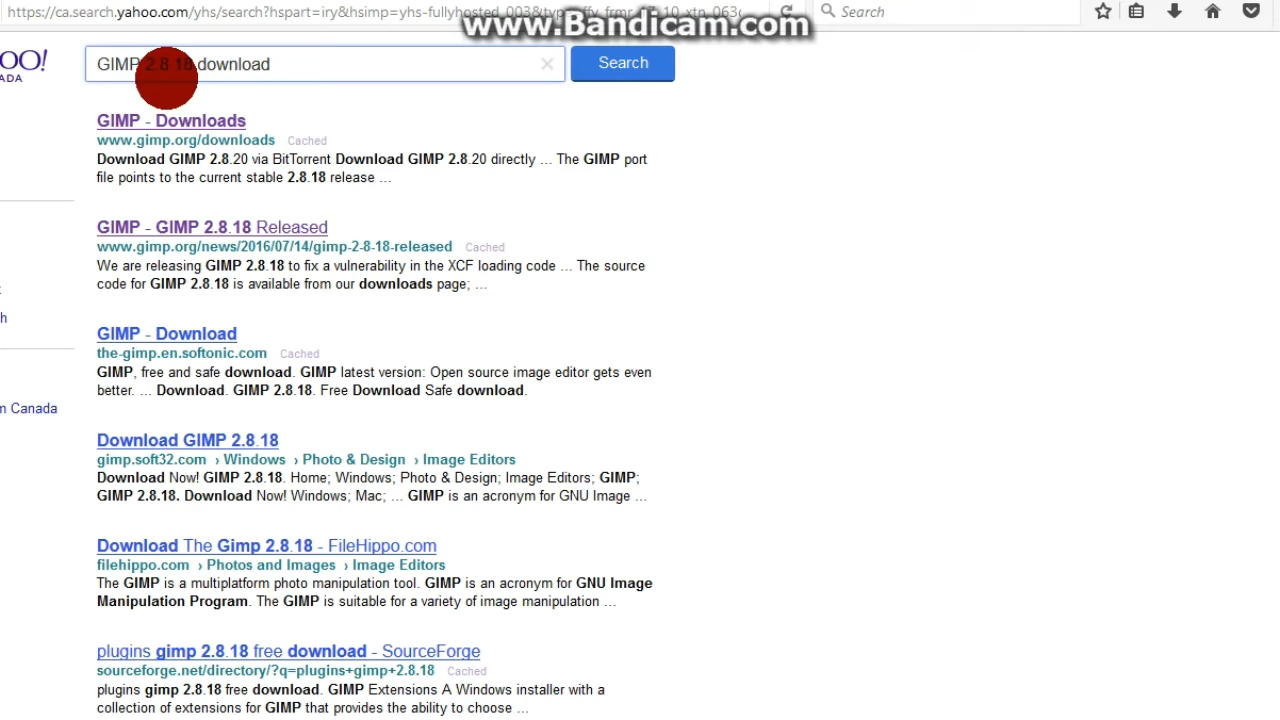 https://ca.search.yahoo.com/yhs/search?hspart=iry&hsimp=yhs-fullyhosted_003&
www.Bandicam.com
Search
OO!
ADA
GIMP 2.8 18 download
Search
GIMP - Downloads
www.gimp.org/downloads Cached
Download GIMP 2.8.20 via BitTorrent Download GIMP 2.8.20 directly ... The GIMP port
file points to the current stable 2.8.18 release ...
GIMP - GIMP 2.8.18 Released
www.gimp.org/news/2016/07/14/gimp-2-8-18-released Cached
We are releasing GIMP 2.8.18 to fix a vulnerability in the XCF loading code ... The source
code for GIMP 2.8.18 is available from our downloads page; ...
h
GIMP - Download
the-gimp.en.softonic.com Cached
GIMP, free and safe download. GIMP latest version: Open source image editor gets even
better. ... Download. GIMP 2.8.18. Free Download Safe download.
m Canada
Download GIMP 2.8.18
gimp.soft32.com › Windows › Photo & Design › Image Editors
Download Now! GIMP 2.8.18. Home; Windows; Photo & Design; Image Editors; GIMP;
GIMP 2.8.18. Download Now! Windows; Mac; ... GIMP is an acronym for GNU Image ...
Download The Gimp 2.8.18 - FileHippo.com
filehippo.com › Photos and Images › Image Editors
The GIMP is a multiplatform photo manipulation tool. GIMP is an acronym for GNU Image
Manipulation Program. The GIMP is suitable for a variety of image manipulation ...
plugins gimp 2.8.18 free download - SourceForge
sourceforge.net/directory/?q=plugins+gimp+2.8.18 Cached
plugins gimp 2.8.18 free download. GIMP Extensions A Windows installer with a
collection of extensions for GIMP that provides the ability to choose ...